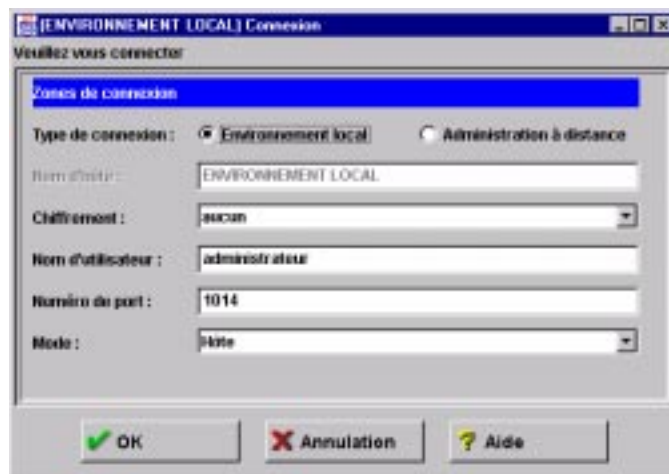 [ENVIRONNEMENT LOCAL] Connexion
Veuillez vous connecter
Zones de connexion
Type de connexion : Environnement local Administration à distance
Nom d'hôte : ENVIRONNEMENT LOCAL
Chiffrement : aucun
Nom d'utilisateur : administrateur
Numéro de port : 1014
Mode : Hôte
OK Annulation Aide